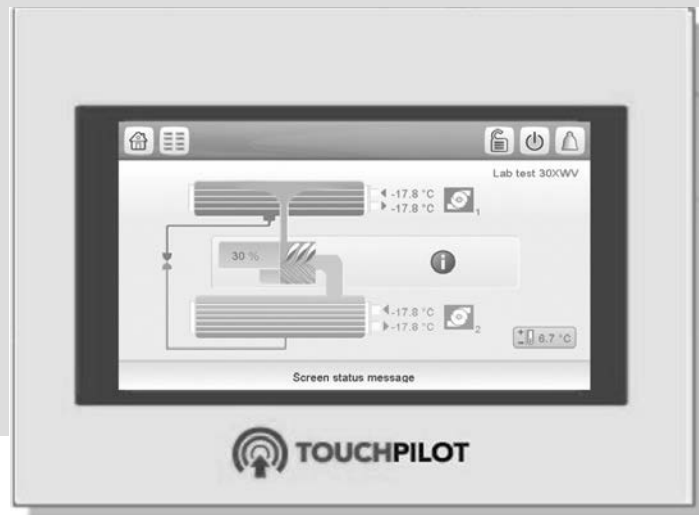 Lab test 30XWV
-17.8 °C
-17.8 °C
1
30 %
i
-17.8 °C
-17.8 °C
2
6.7 °C
Screen status message
TOUCHPILOT